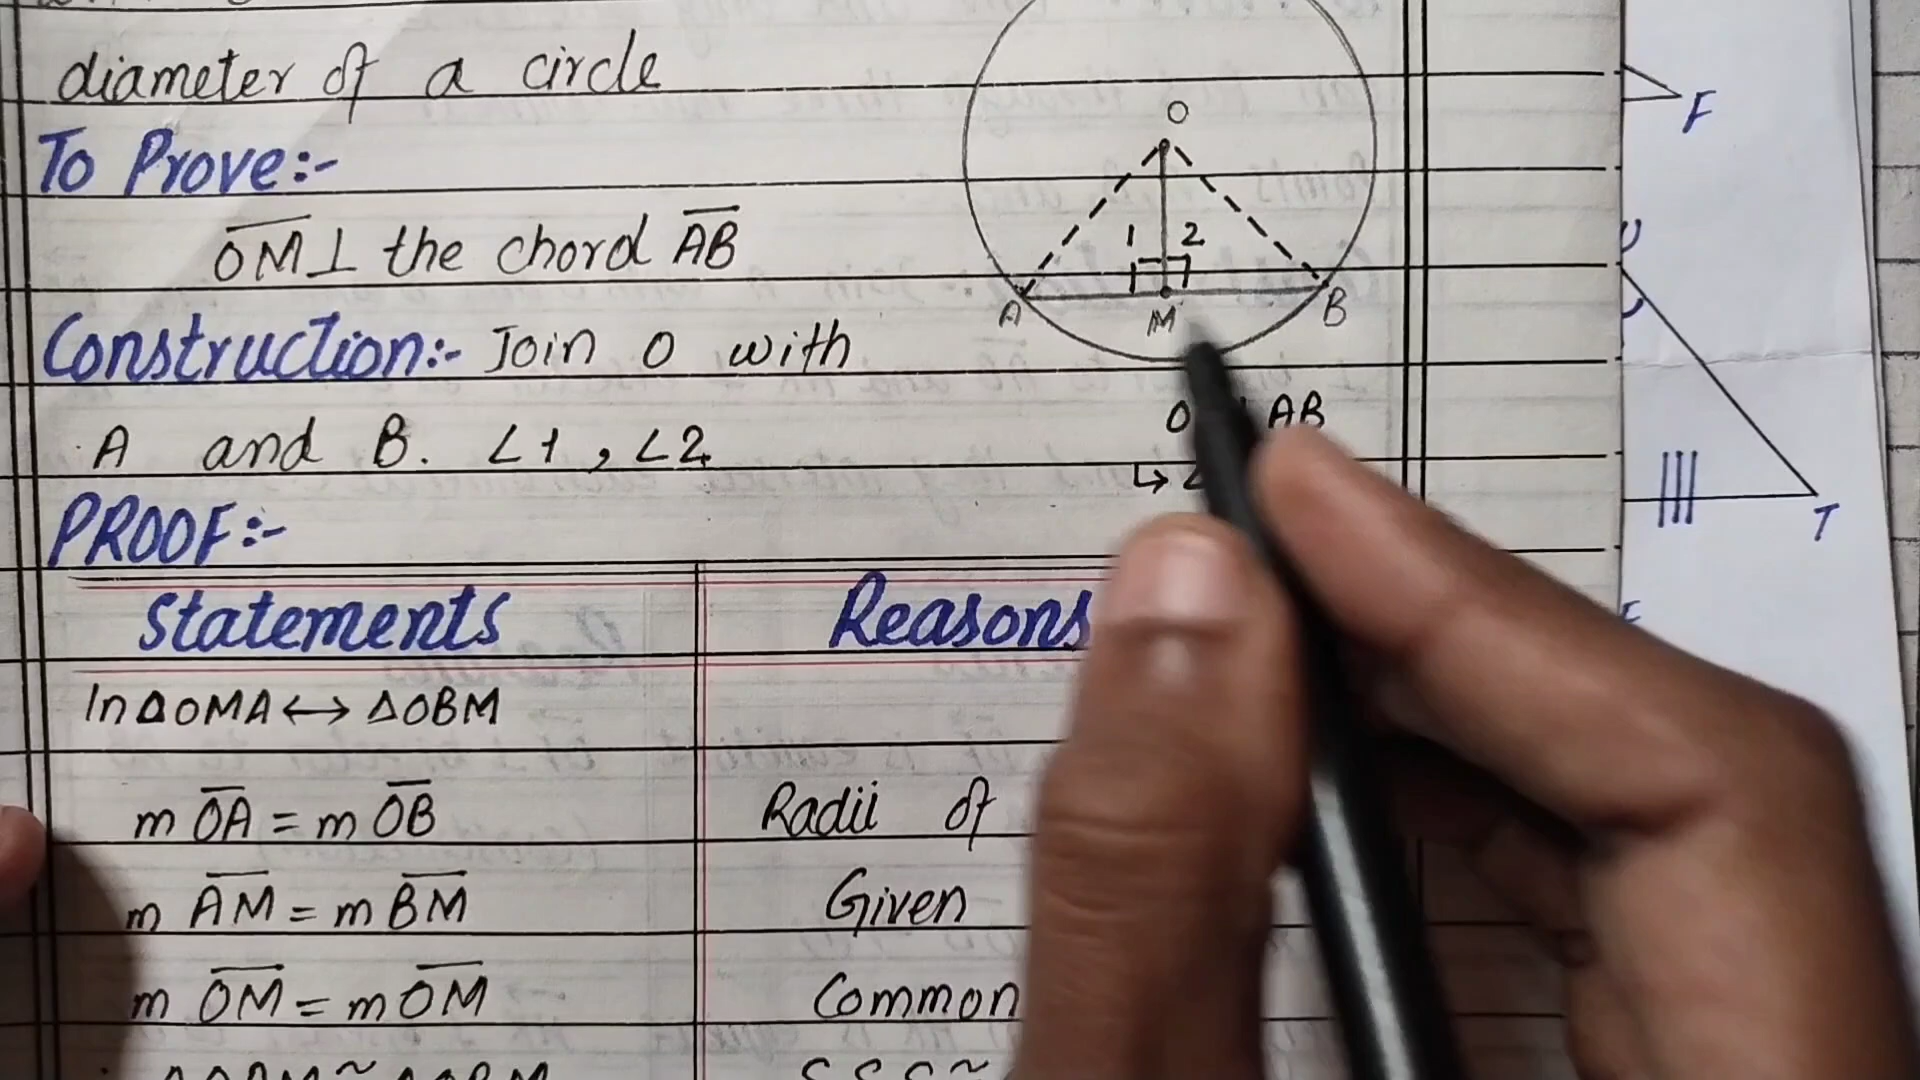 diameter of a circle
To Prove:-
OM ⊥ the chord AB
Construction:- Join O with
A and B. ∠1, ∠2
O
1 2
A M B
AB
PROOF:-
Statements Reasons
In ΔOMA ↔ ΔOBM
m OA = m OB Radii of
m AM = m BM Given
m OM = m OM Common
F
T